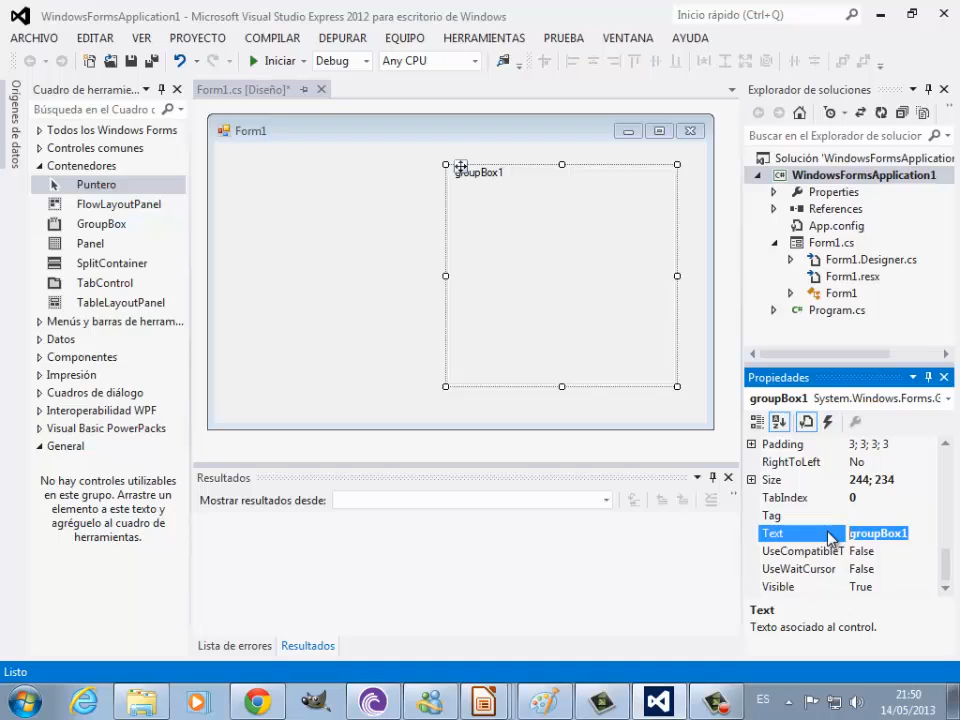 WindowsFormsApplication1 - Microsoft Visual Studio Express 2012 para escritorio de Windows
Inicio rápido (Ctrl+Q)
ARCHIVO EDITAR VER PROYECTO COMPILAR DEPURAR EQUIPO HERRAMIENTAS PRUEBA VENTANA AYUDA
Iniciar Debug Any CPU
Orígenes de datos
Cuadro de herramie...
Búsqueda en el Cuadro c
Todos los Windows Forms
Controles comunes
Contenedores
Puntero
FlowLayoutPanel
GroupBox
Panel
SplitContainer
TabControl
TableLayoutPanel
Menús y barras de herram...
Datos
Componentes
Impresión
Cuadros de diálogo
Interoperabilidad WPF
Visual Basic PowerPacks
General
No hay controles utilizables
en este grupo. Arrastre un
elemento a este texto y
agréguelo al cuadro de
herramientas.
Form1.cs [Diseño]*
Form1
groupBox1
Resultados
Mostrar resultados desde:
Lista de errores Resultados
Explorador de soluciones
Buscar en el Explorador de solucior
Solución 'WindowsFormsApplicatior
WindowsFormsApplication1
Properties
References
App.config
Form1.cs
Form1.Designer.cs
Form1.resx
Form1
Program.cs
Propiedades
groupBox1 System.Windows.Forms.G
Padding 3; 3; 3; 3
RightToLeft No
Size 244; 234
TabIndex 0
Tag
Text groupBox1
UseCompatibleT False
UseWaitCursor False
Visible True
Text
Texto asociado al control.
Listo
ES
21:50
14/05/2013